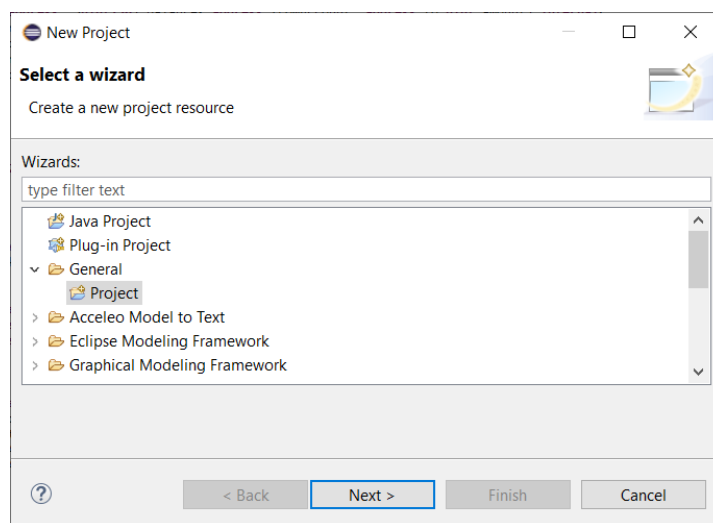 New Project
Select a wizard
Create a new project resource
Wizards:
type filter text
Java Project
Plug-in Project
General
Project
Acceleo Model to Text
Eclipse Modeling Framework
Graphical Modeling Framework
? < Back Next > Finish Cancel